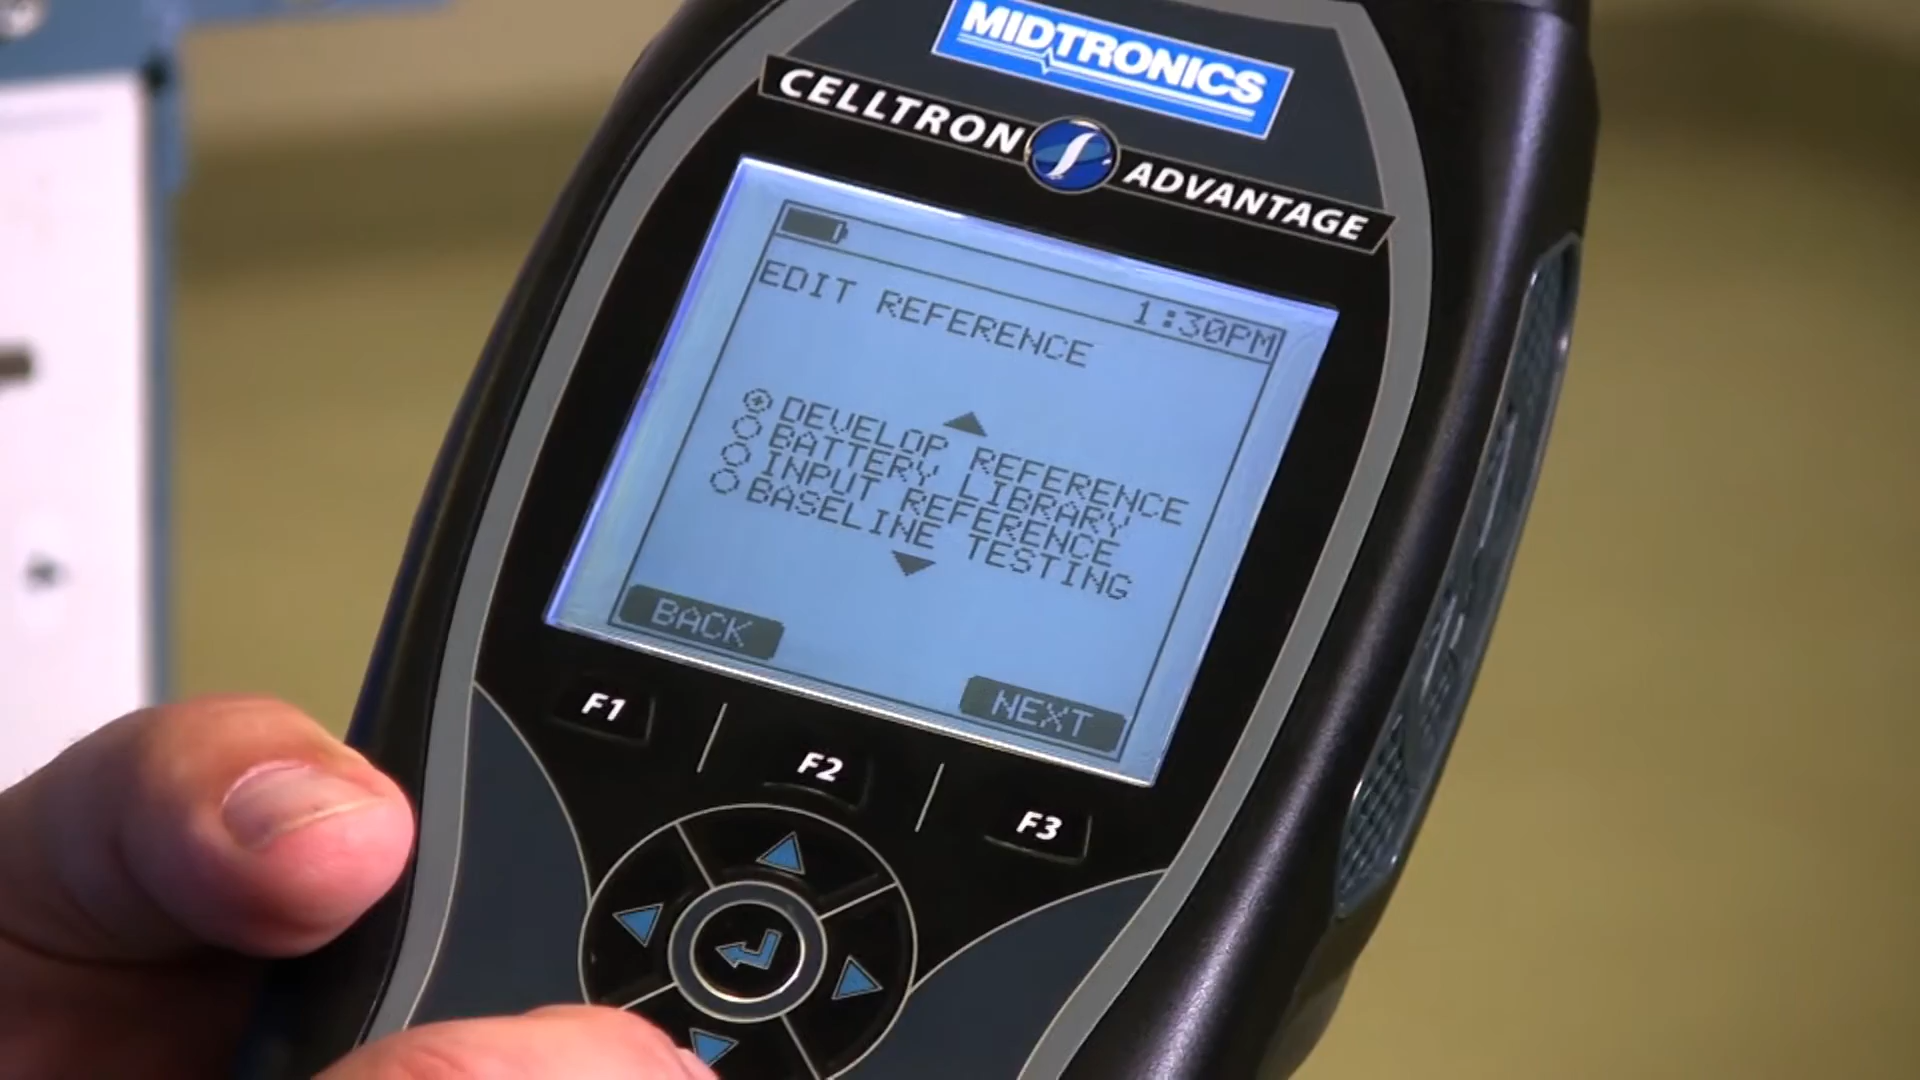 MIDTRONICS
CELLTRON ADVANTAGE
1:30PM
EDIT REFERENCE
DEVELOP REFERENCE
BATTERY LIBRARY
INPUT REFERENCE
BASELINE TESTING
BACK
NEXT
F1
F2
F3